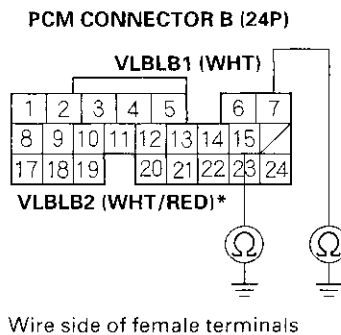 PCM CONNECTOR B (24P)
VLBLB1 (WHT)
1 2 3 4 5 6 7
8 9 10 11 12 13 14 15
17 18 19 20 21 22 23 24
VLBLB2 (WHT/RED)*
Ω Ω
Wire side of female terminals